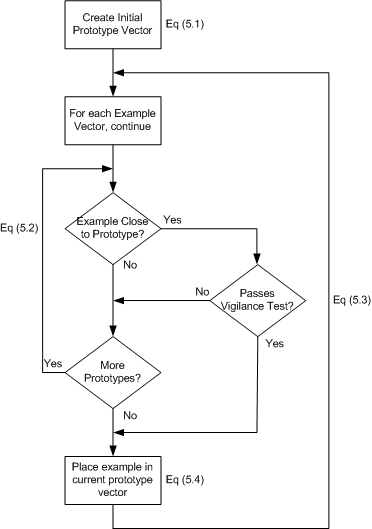 Create Initial
Prototype Vector
Eq (5.1)
For each Example
Vector, continue
Eq (5.2)
Example Close
to Prototype?
Yes
No
Passes
Vigilance Test?
No
Eq (5.3)
Yes
More
Prototypes?
Yes
No
Place example in
current prototype
vector
Eq (5.4)